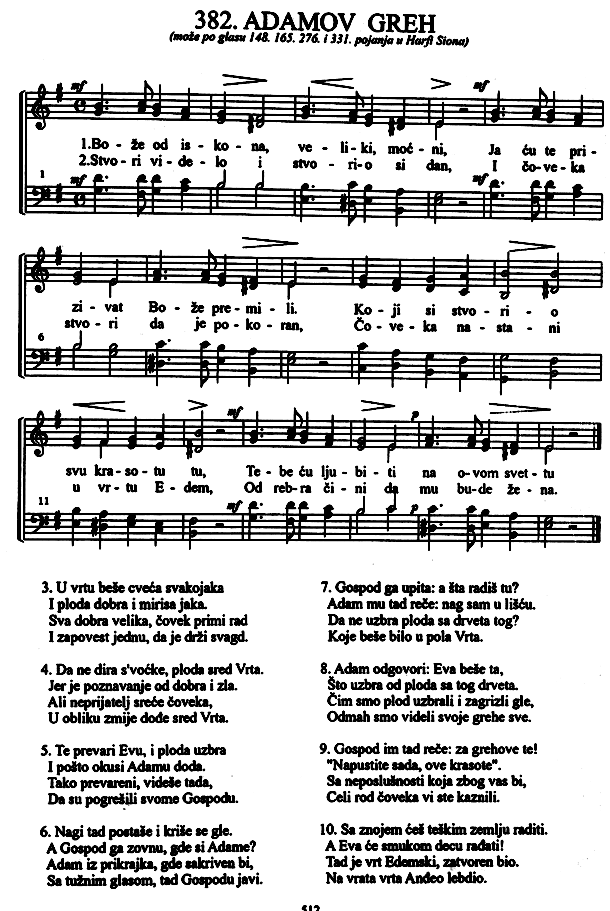 382. ADAMOV GREH
(može po glasu 148. 165. 276. i 331. pojanja u Harfi Siona)
mf mf
1.Bo - že od is - ko - na, ve - li - ki, moć - ni, Ja ću te pri -
2.Stvo - ri vi - de - lo i stvo - ri - o si dan, I čo - ve - ka
1 mf mf
zi - vat Bo - že pre - mi - li. Ko - ji si stvo - ri - o
stvo - ri da je po - ko - ran, Čo - ve - ka na - sta - ni
6
mf p
svu kra - so - tu tu, Te - be ću lju - bi - ti na o - vom svet - tu
u vr - tu E - dem, Od reb - ra či - ni da mu bu - de že - na.
11 mf p
3. U vrtu beše cveća svakojaka
I ploda dobra i mirisa jaka.
Sva dobra velika, čovek primi rad
I zapovest jednu, da je drži svagd.
4. Da ne dira s'voćke, ploda sred Vrta.
Jer je poznavanje od dobra i zla.
Ali neprijatelj sreće čoveka,
U obliku zmije dođe sred Vrta.
5. Te prevari Evu, i ploda uzbra
I pošto okusi Adamu doda.
Tako prevareni, videše tada,
Da su pogrešili svome Gospodu.
6. Nagi tad postaše i kriše se gle.
A Gospod ga zovnu, gde si Adame?
Adam iz prikrajka, gde sakriven bi,
Sa tužnim glasom, tad Gospodu javi.
7. Gospod ga upita: a šta radiš tu?
Adam mu tad reče: nag sam u lišću.
Da ne uzbra ploda sa drveta tog?
Koje beše bilo u pola Vrta.
8. Adam odgovori: Eva beše ta,
Što uzbra od ploda sa tog drveta.
Čim smo plod uzbrali i zagrizli gle,
Odmah smo videli svoje grehe sve.
9. Gospod im tad reče: za grehove te!
"Napustite sada, ove krasote".
Sa neposlušnosti koja zbog vas bi,
Celi rod čoveka vi ste kaznili.
10. Sa znojem ćeš teškim zemlju raditi.
A Eva će smukom decu rađati!
Tad je vrt Edemski, zatvoren bio.
Na vrata vrta Anđeo lebdio.
512